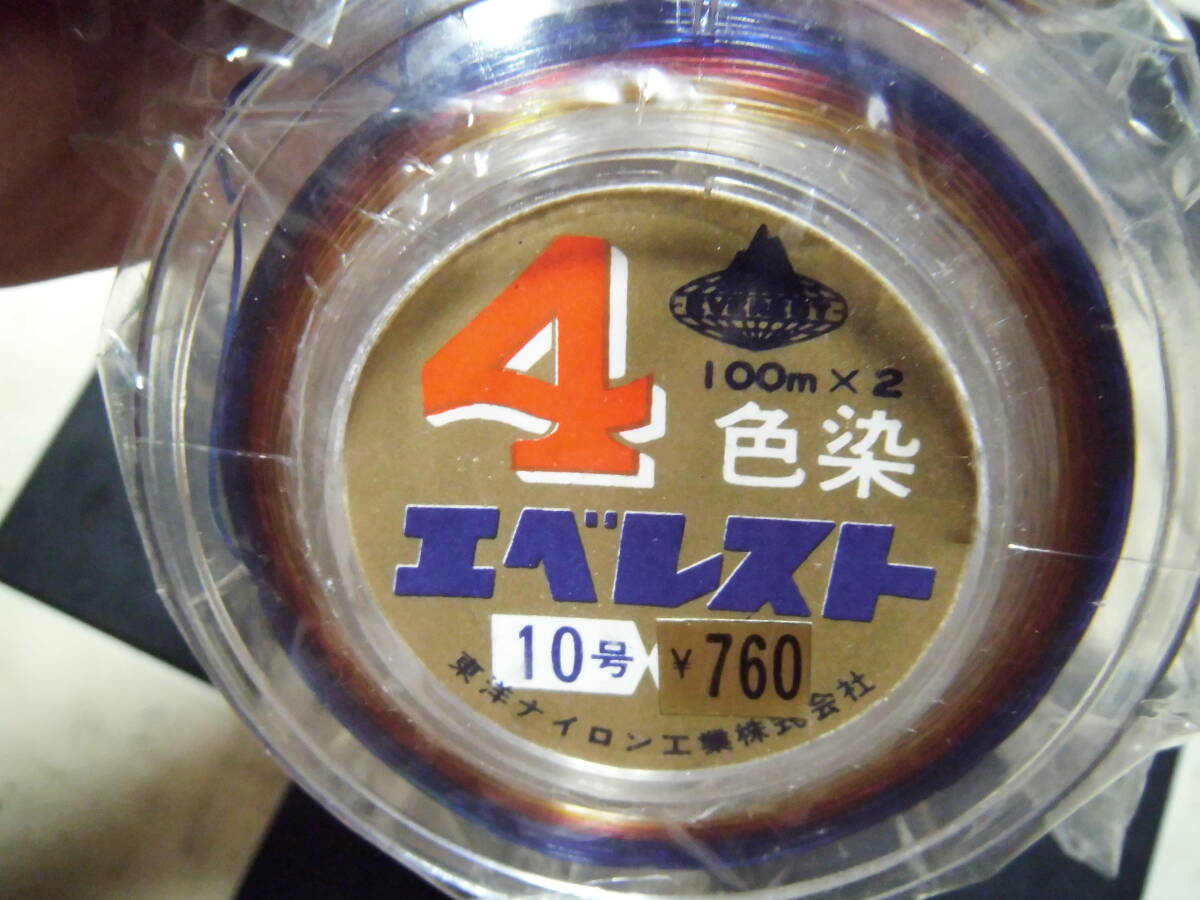 EVEREST
100m×2
4色染
エベレスト
10号 ¥760
東洋ナイロン工業株式会社